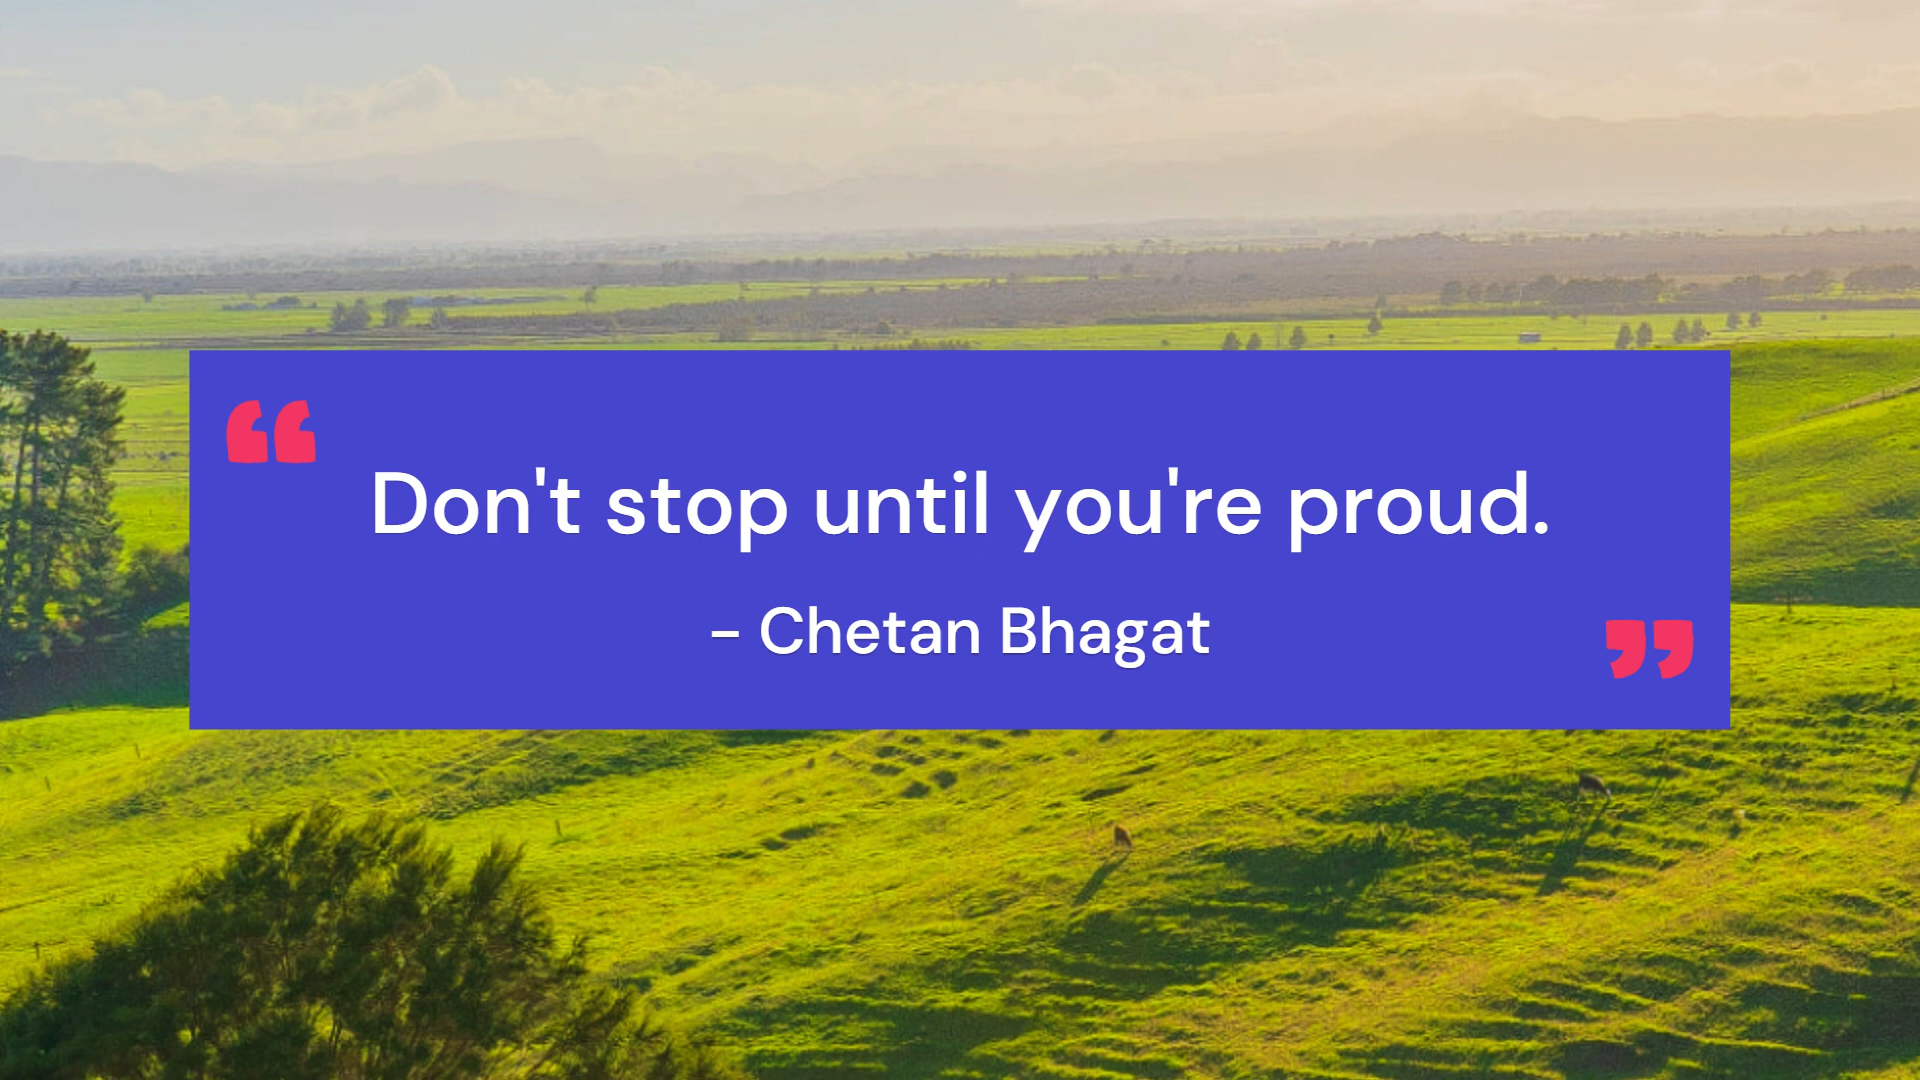 “
Don't stop until you're proud.
- Chetan Bhagat
”